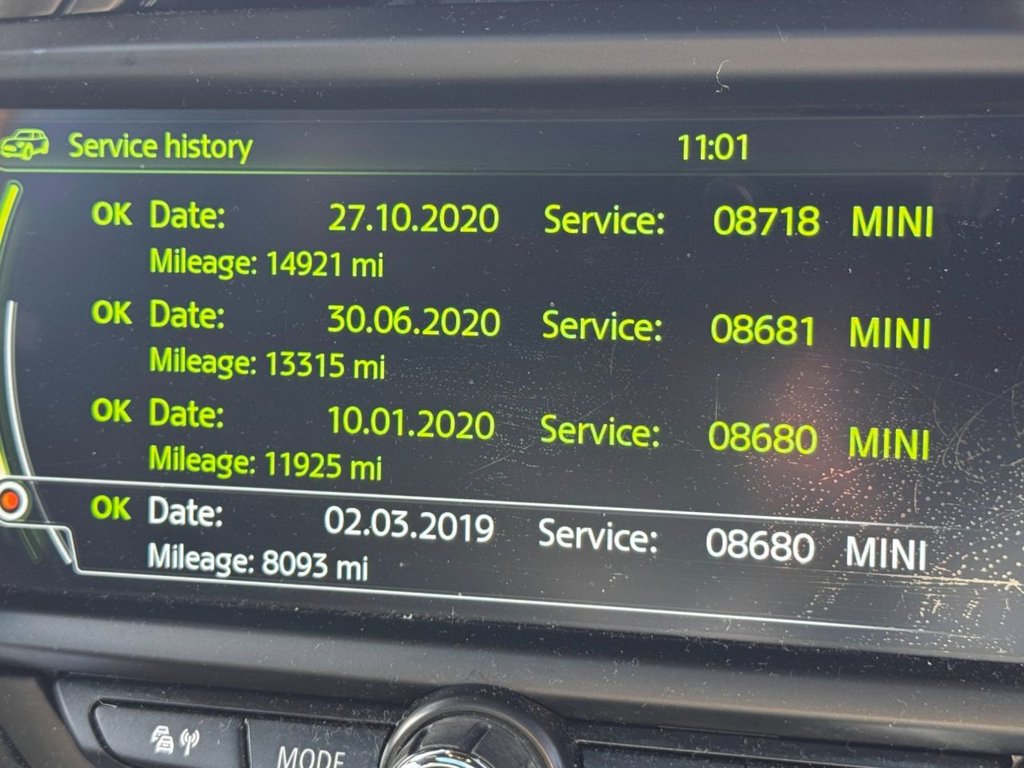 Service history 11:01
OK Date: 27.10.2020 Service: 08718 MINI
Mileage: 14921 mi
OK Date: 30.06.2020 Service: 08681 MINI
Mileage: 13315 mi
OK Date: 10.01.2020 Service: 08680 MINI
Mileage: 11925 mi
OK Date: 02.03.2019 Service: 08680 MINI
Mileage: 8093 mi
MODE